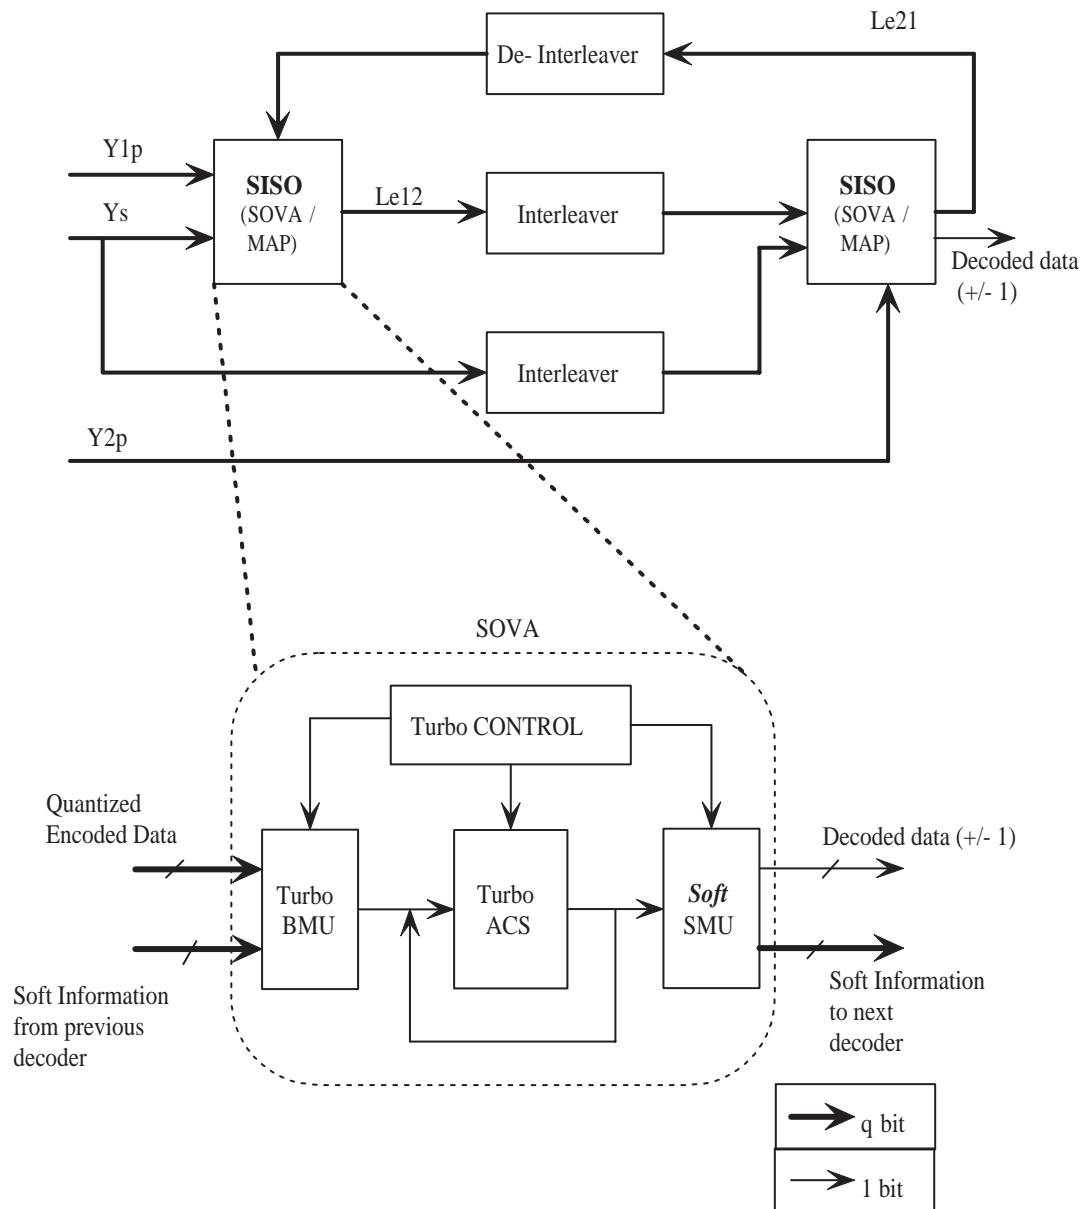 Le21
De- Interleaver
Y1p
SISO
(SOVA /
MAP)
Ys
Le12
Interleaver
SISO
(SOVA /
MAP)
Decoded data
(+/- 1)
Interleaver
Y2p
SOVA
Turbo CONTROL
Quantized
Encoded Data
Turbo
BMU
Turbo
ACS
Soft
SMU
Decoded data (+/- 1)
Soft Information
from previous
decoder
Soft Information
to next
decoder
q bit
1 bit